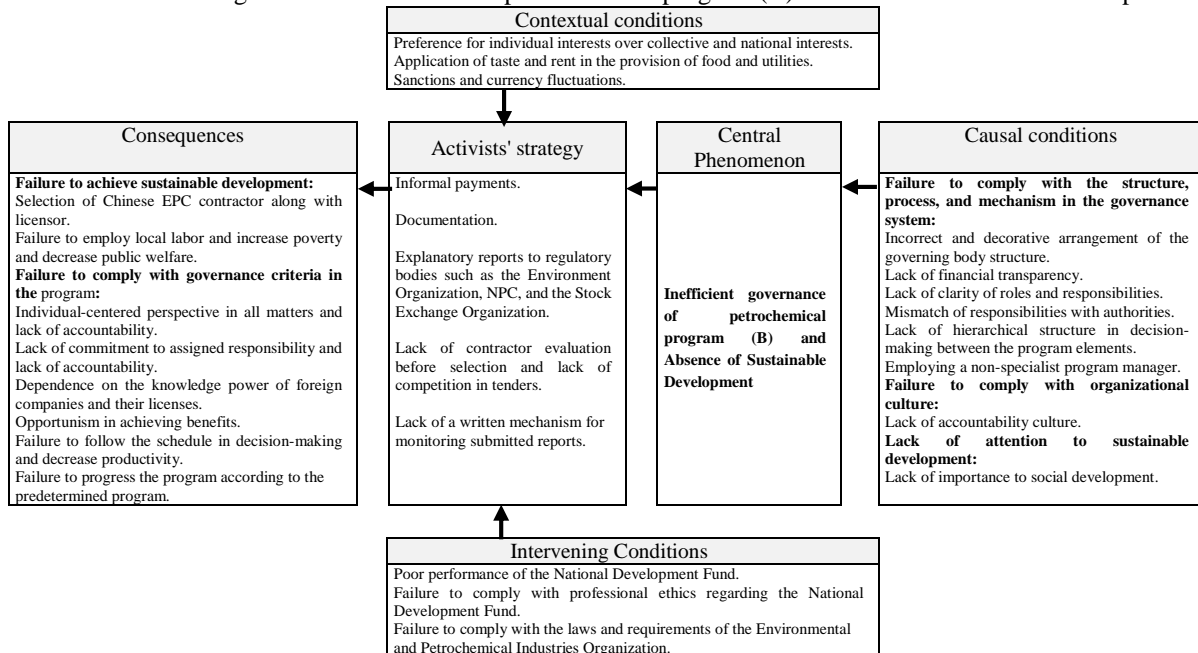 Contextual conditions
Preference for individual interests over collective and national interests.
Application of taste and rent in the provision of food and utilities.
Sanctions and currency fluctuations.
Consequences
Failure to achieve sustainable development:
Selection of Chinese EPC contractor along with
licensor.
Failure to employ local labor and increase poverty
and decrease public welfare.
Failure to comply with governance criteria in
the program:
Individual-centered perspective in all matters and
lack of accountability.
Lack of commitment to assigned responsibility and
lack of accountability.
Dependence on the knowledge power of foreign
companies and their licenses.
Opportunism in achieving benefits.
Failure to follow the schedule in decision-making
and decrease productivity.
Failure to progress the program according to the
predetermined program.
Activists' strategy
Informal payments.
Documentation.
Explanatory reports to regulatory
bodies such as the Environment
Organization, NPC, and the Stock
Exchange Organization.
Lack of contractor evaluation
before selection and lack of
competition in tenders.
Lack of a written mechanism for
monitoring submitted reports.
Central
Phenomenon
Inefficient governance
of petrochemical
program (B) and
Absence of Sustainable
Development
Causal conditions
Failure to comply with the structure,
process, and mechanism in the governance
system:
Incorrect and decorative arrangement of the
governing body structure.
Lack of financial transparency.
Lack of clarity of roles and responsibilities.
Mismatch of responsibilities with authorities.
Lack of hierarchical structure in decision-
making between the program elements.
Employing a non-specialist program manager.
Failure to comply with organizational
culture:
Lack of accountability culture.
Lack of attention to sustainable
development:
Lack of importance to social development.
Intervening Conditions
Poor performance of the National Development Fund.
Failure to comply with professional ethics regarding the National
Development Fund.
Failure to comply with the laws and requirements of the Environmental
and Petrochemical Industries Organization.